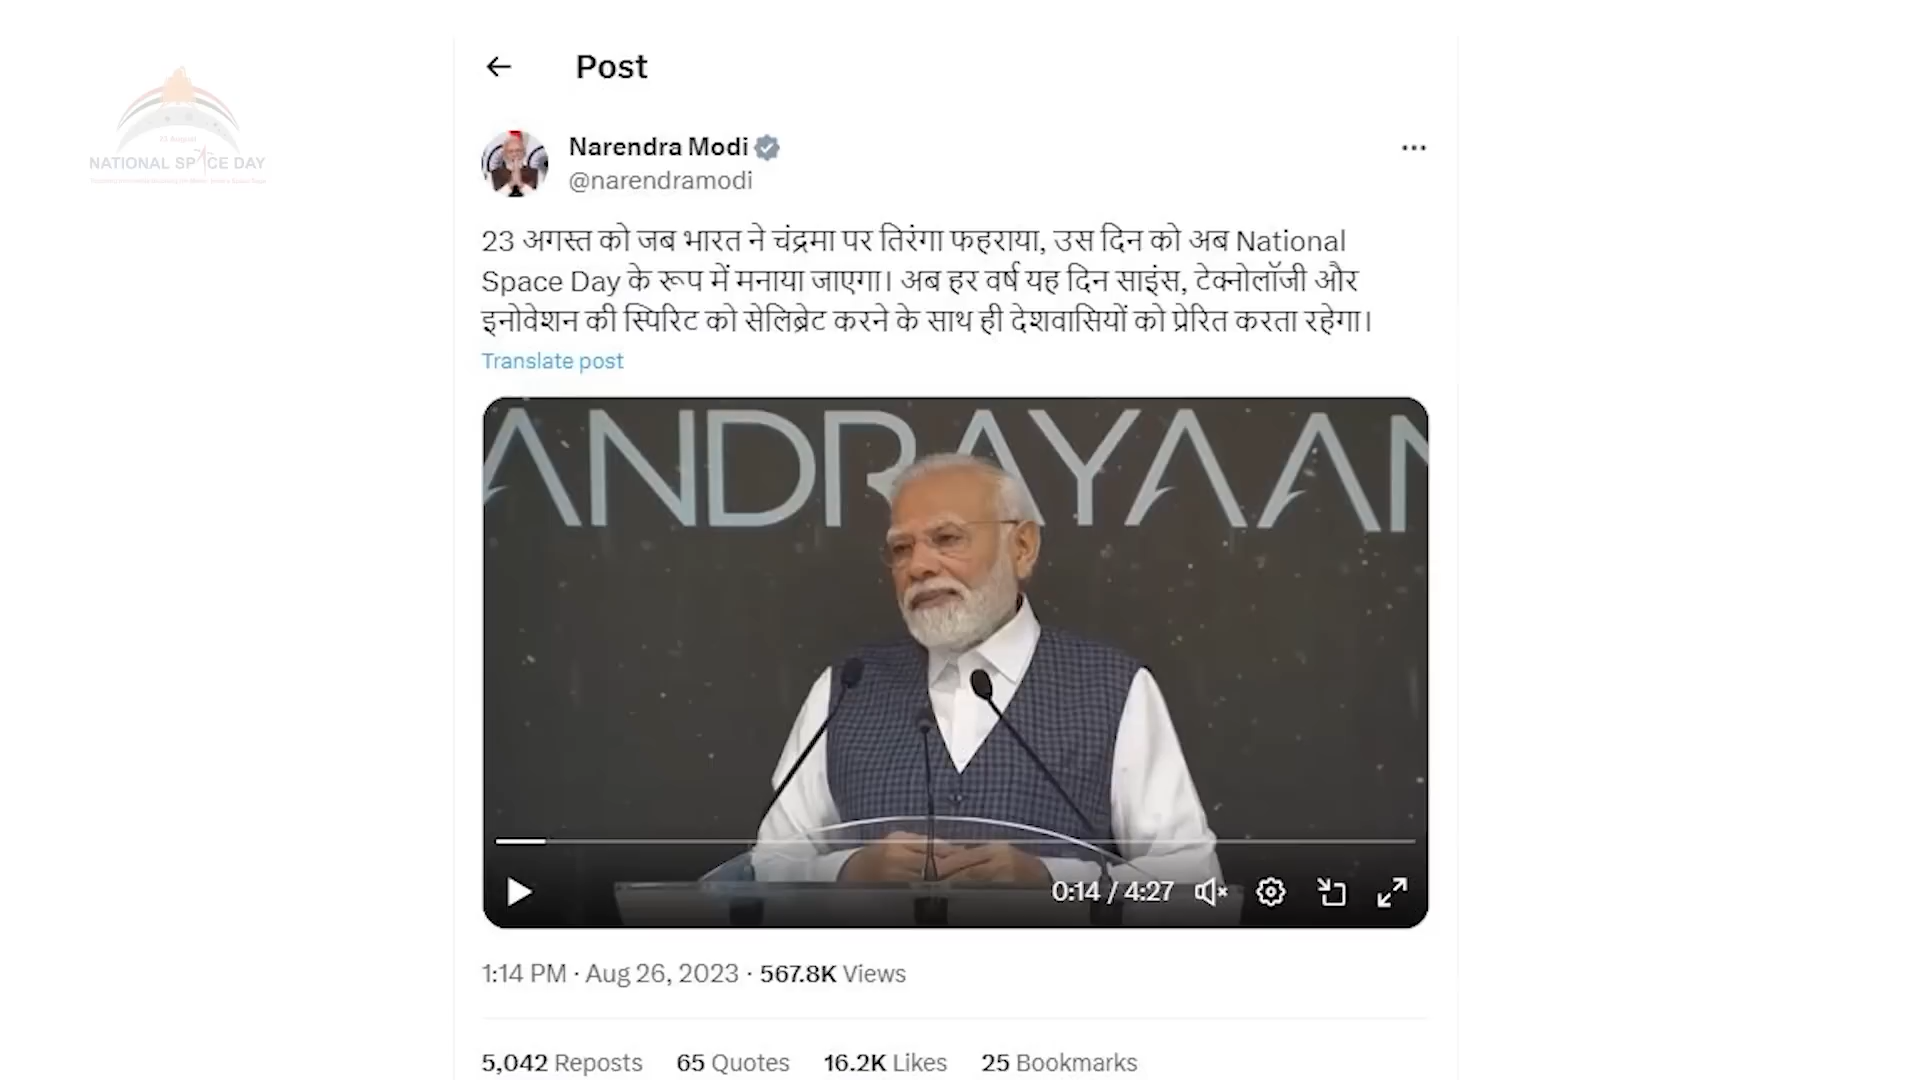 Post
23 August
NATIONAL SPACE DAY
Narendra Modi
@narendramodi
23 अगस्त को जब भारत ने चंद्रमा पर तिरंगा फहराया, उस दिन को अब National
Space Day के रूप में मनाया जाएगा। अब हर वर्ष यह दिन साइंस, टेक्नोलॉजी और
इनोवेशन की स्पिरिट को सेलिब्रेट करने के साथ ही देशवासियों को प्रेरित करता रहेगा।
Translate post
ANDRAYAAN
0:14 / 4:27
1:14 PM · Aug 26, 2023 · 567.8K Views
5,042 Reposts 65 Quotes 16.2K Likes 25 Bookmarks